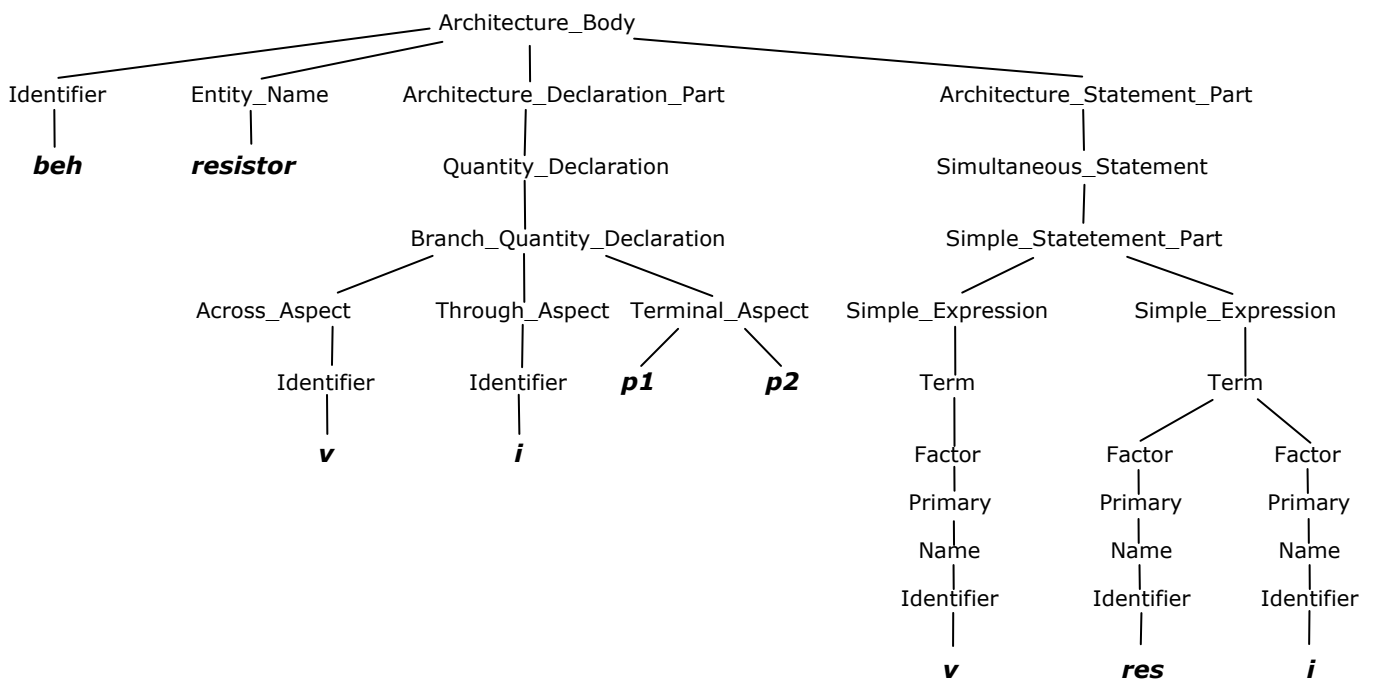 Architecture_Body
Identifier Entity_Name Architecture_Declaration_Part Architecture_Statement_Part
beh resistor Quantity_Declaration Simultaneous_Statement
Branch_Quantity_Declaration Simple_Statetement_Part
Across_Aspect Through_Aspect Terminal_Aspect Simple_Expression Simple_Expression
Identifier Identifier p1 p2 Term Term
v i Factor Factor Factor
Primary Primary Primary
Name Name Name
Identifier Identifier Identifier
v res i